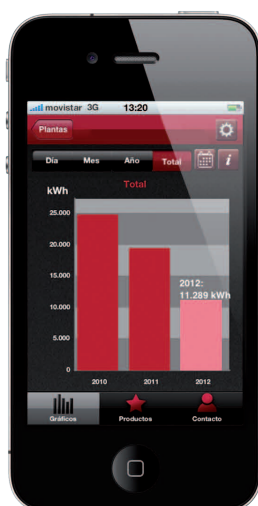 movistar 3G 13:20
Plantas
Día Mes Año Total i
kWh Total
25.000
20.000
15.000
2012:
11.289 kWh
10.000
5.000
0
2010 2011 2012
Gráficos Productos Contacto